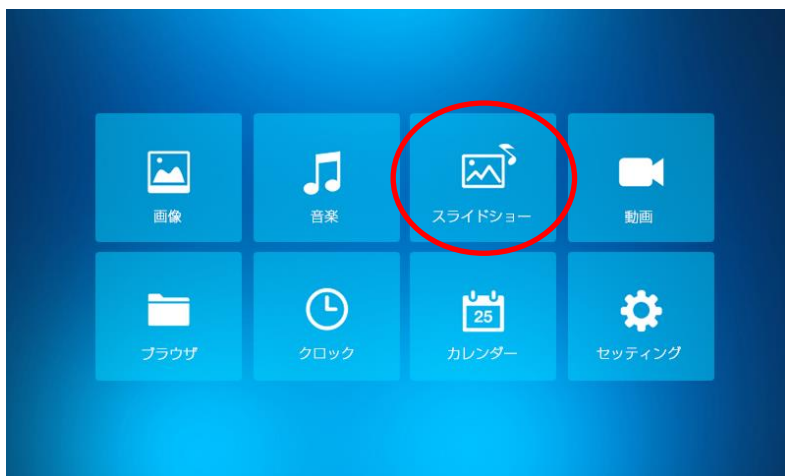 画像
音楽
スライドショー
動画
ブラウザ
クロック
25
カレンダー
セッティング